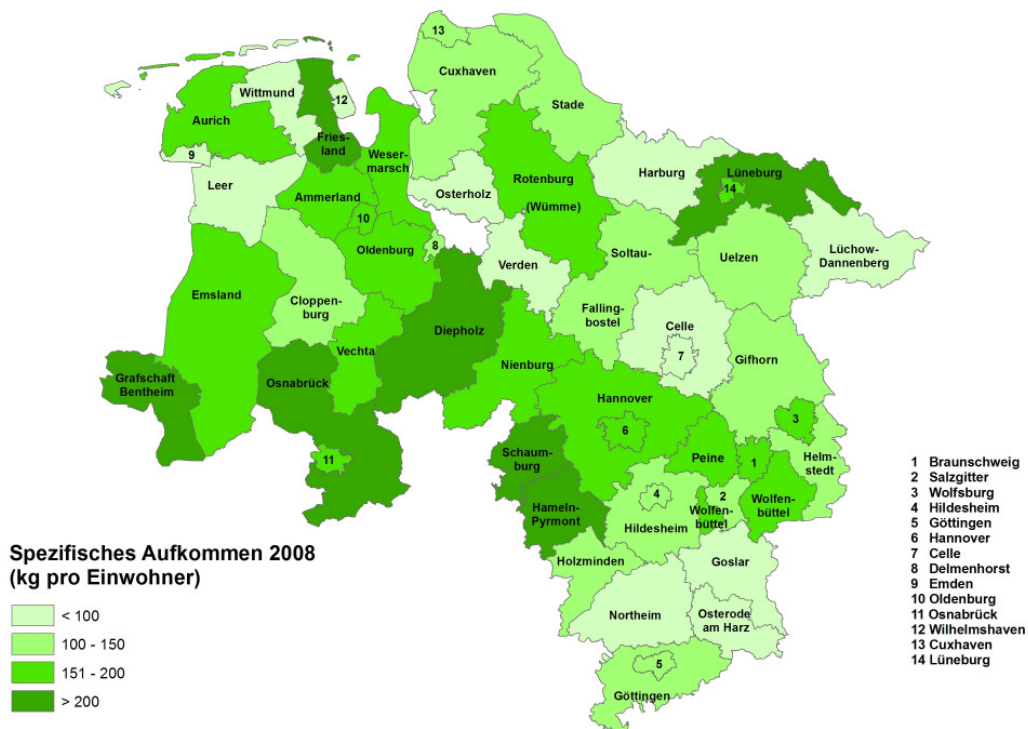 13
Cuxhaven
Wittmund
12
Stade
Aurich
Fries-
land
Weser-
marsch
9
Leer
Ammerland
Osterholz
Rotenburg
(Wümme)
Harburg
Lüneburg
14
10
Oldenburg
8
Verden
Soltau-
Uelzen
Lüchow-
Dannenberg
Emsland
Cloppen-
burg
Falling-
bostel
Celle
7
Diepholz
Vechta
Nienburg
Gifhorn
Grafschaft
Bentheim
Osnabrück
Hannover
3
6
Schaum-
burg
Peine
1
Helm-
stedt
11
4
2
Wolfen-
büttel
Wolfen-
büttel
Hameln-
Pyrmont
Hildesheim
Holzminden
Goslar
Northeim
Osterode
am Harz
5
Göttingen
Spezifisches Aufkommen 2008
(kg pro Einwohner)
< 100
100 - 150
151 - 200
> 200
1 Braunschweig
2 Salzgitter
3 Wolfsburg
4 Hildesheim
5 Göttingen
6 Hannover
7 Celle
8 Delmenhorst
9 Emden
10 Oldenburg
11 Osnabrück
12 Wilhelmshaven
13 Cuxhaven
14 Lüneburg